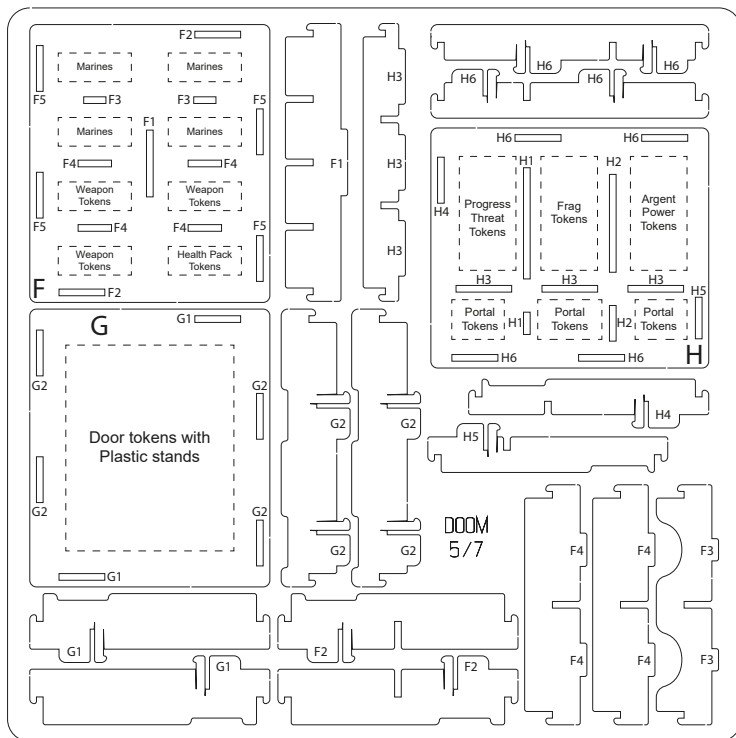 F2
Marines
Marines
F5
F3
F3
F5
F1
Marines
Marines
F4
F4
Weapon
Tokens
Weapon
Tokens
F5
F4
F4
F5
Weapon
Tokens
Health Pack
Tokens
F
F2
F1
H3
H3
H3
H6
H6
H6
H6
H6
H6
H1
H2
H4
Progress
Threat
Tokens
Frag
Tokens
Argent
Power
Tokens
H3
H3
H3
H5
Portal
Tokens
H1
Portal
Tokens
H2
Portal
Tokens
H6
H6
H
G
G1
G2
G2
Door tokens with
Plastic stands
G2
G2
G1
G2
G2
G2
G2
H4
H5
DOOM
5/7
F4
F4
F3
F4
F4
F3
G1
G1
F2
F2